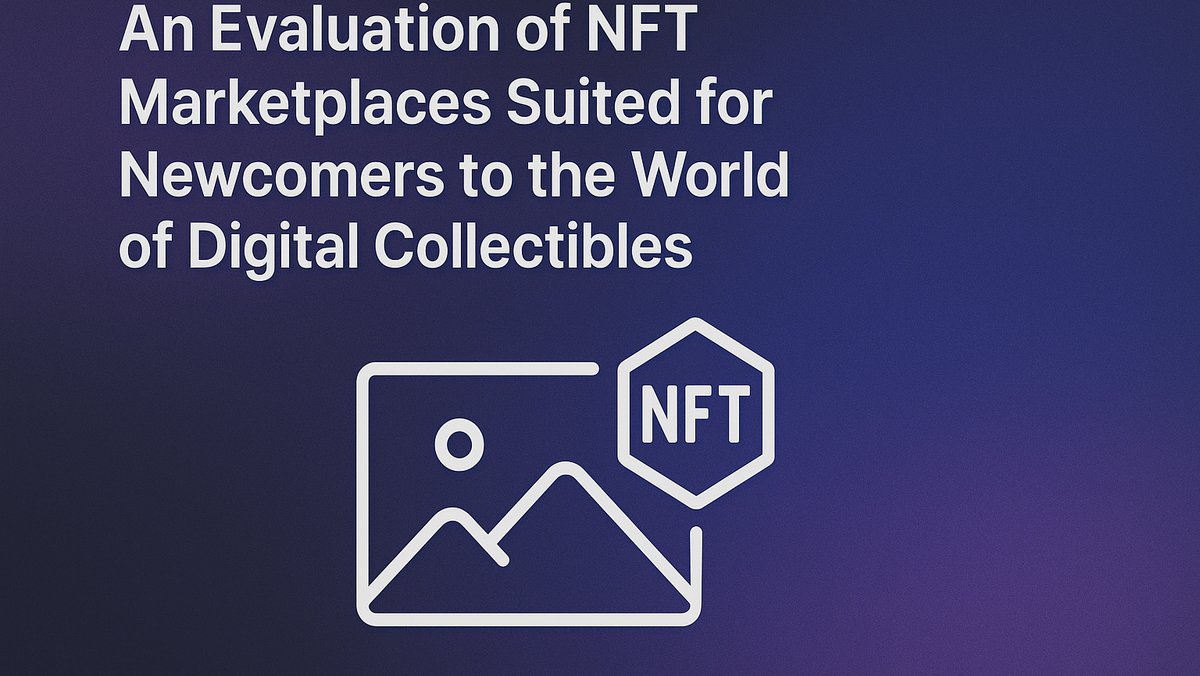 An Evaluation of NFT
Marketplaces Suited for
Newcomers to the World
of Digital Collectibles
NFT